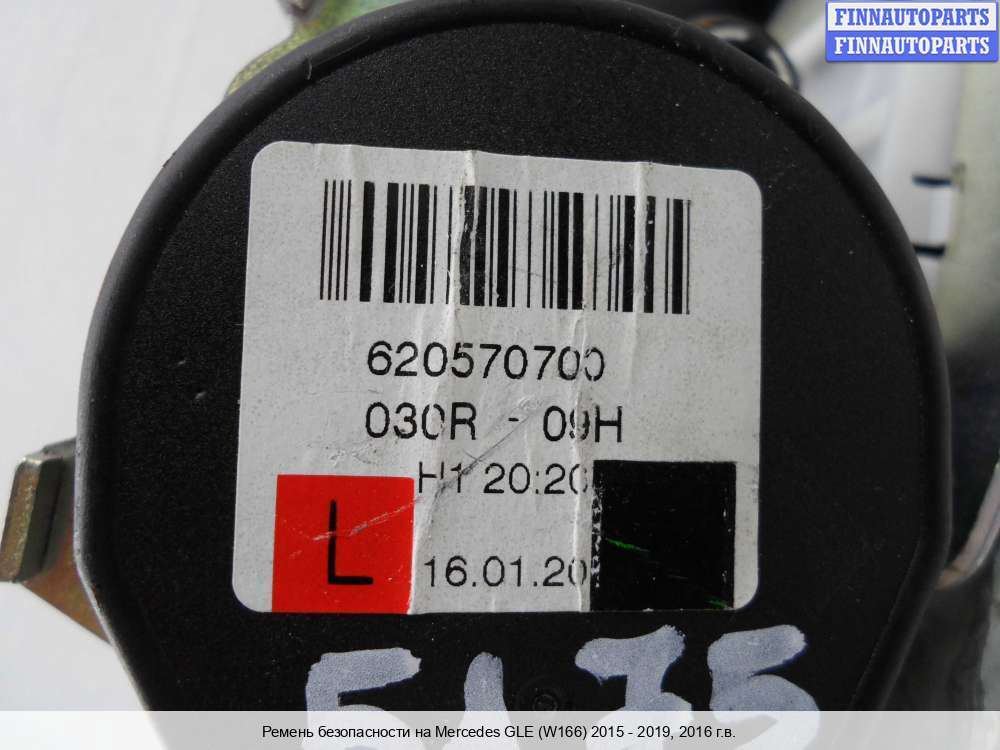 FINNAUTOPARTS
FINNAUTOPARTS
620570700
030R - 09H
H1 20:20
L
16.01.20
5175
Ремень безопасности на Mercedes GLE (W166) 2015 - 2019, 2016 г.в.